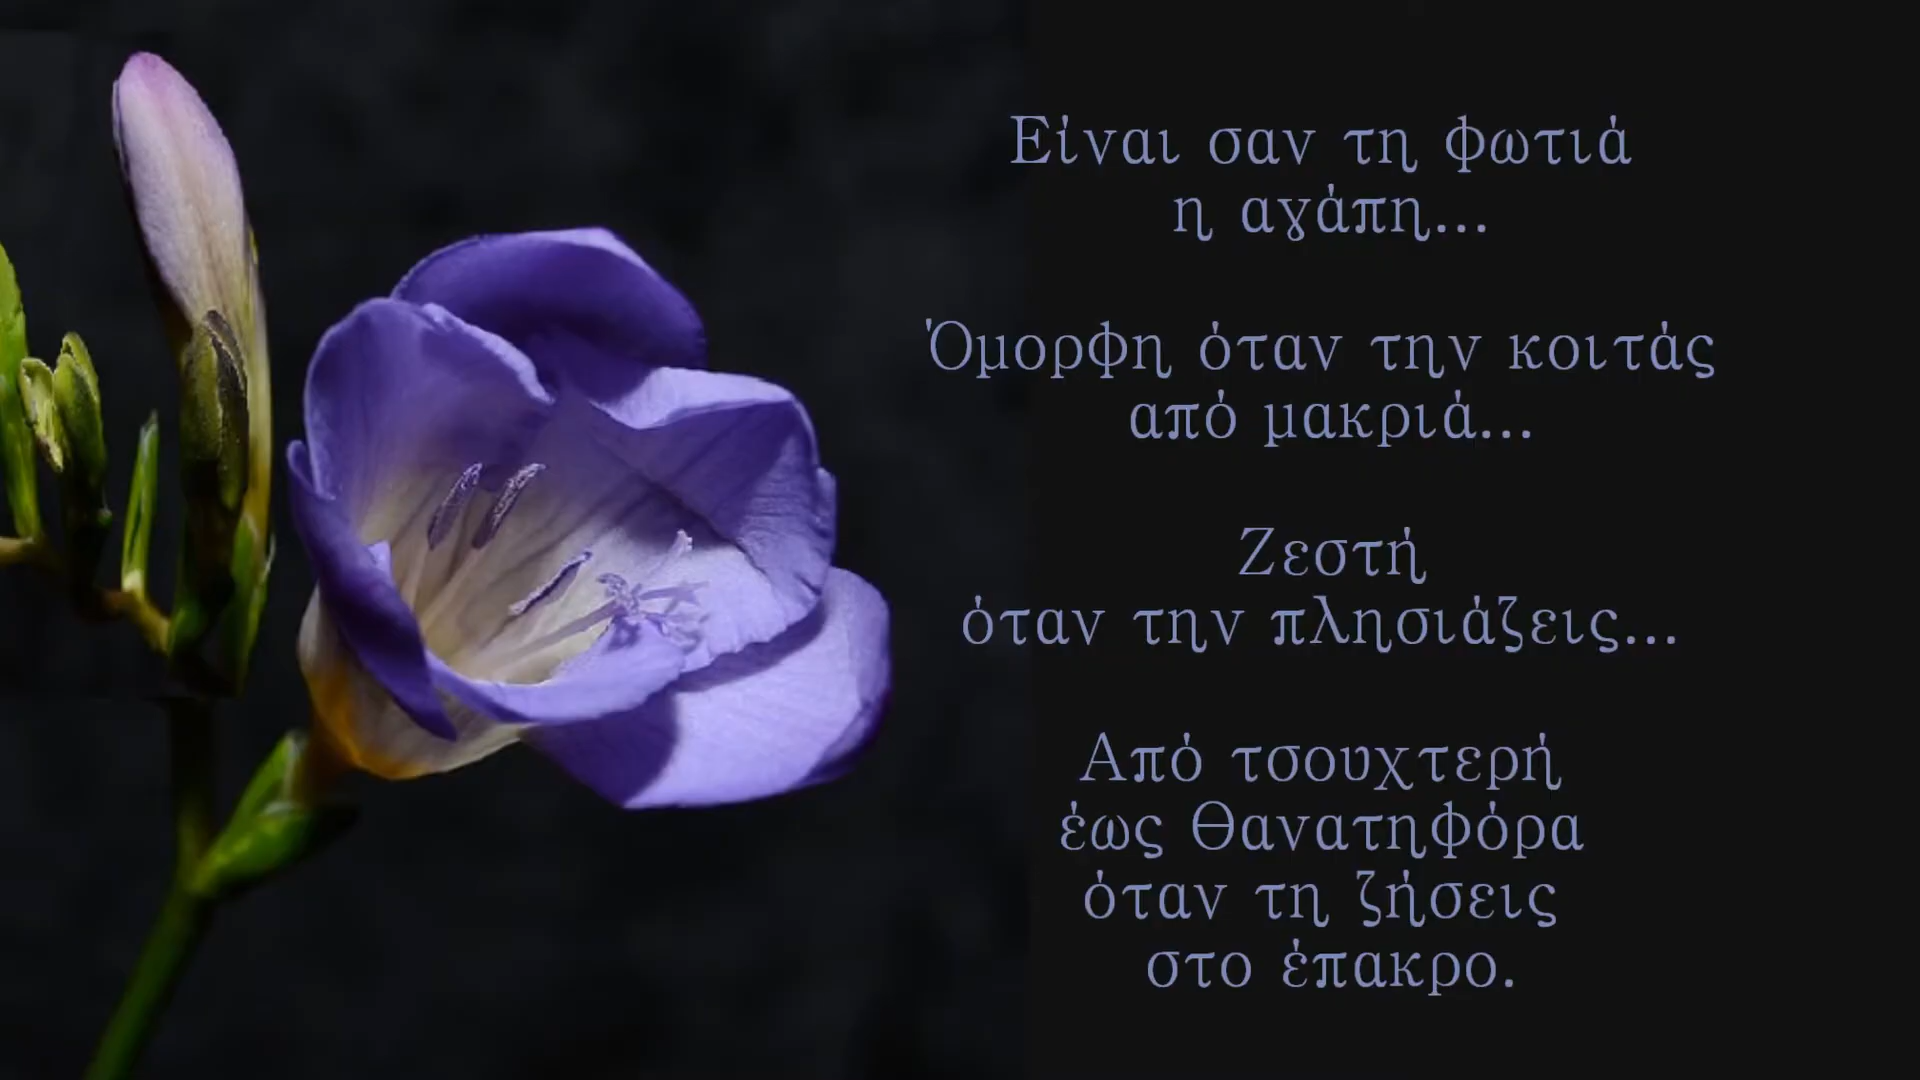 Είναι σαν τη φωτιά
η αγάπη...
Όμορφη όταν την κοιτάς
από μακριά...
Ζεστή
όταν την πλησιάζεις...
Από τσουχτερή
έως Θανατηφόρα
όταν τη ζήσεις
στο έπακρο.